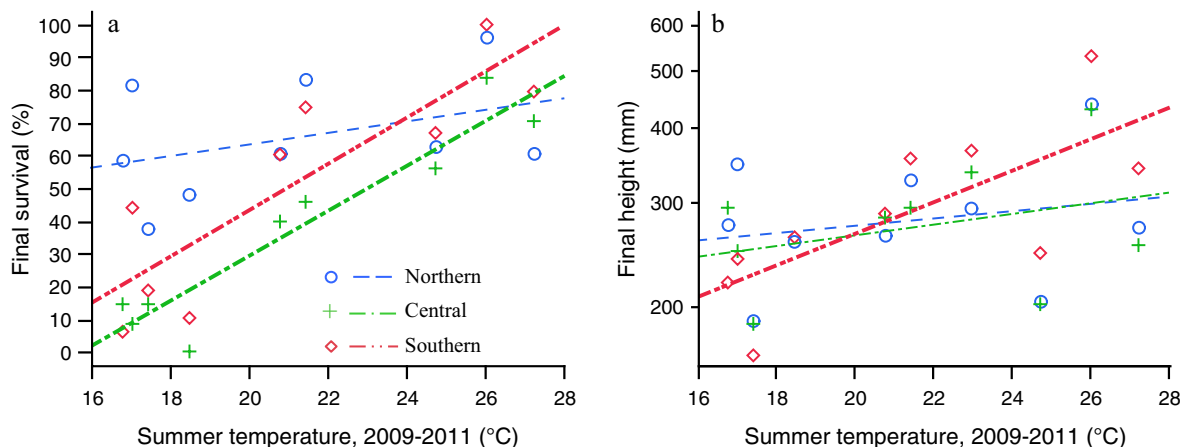 a
Final survival (%)
100
90
80
70
60
50
40
30
20
10
0
Northern
Central
Southern
16 18 20 22 24 26 28
Summer temperature, 2009-2011 (°C)
b
Final height (mm)
600
500
400
300
200
16 18 20 22 24 26 28
Summer temperature, 2009-2011 (°C)